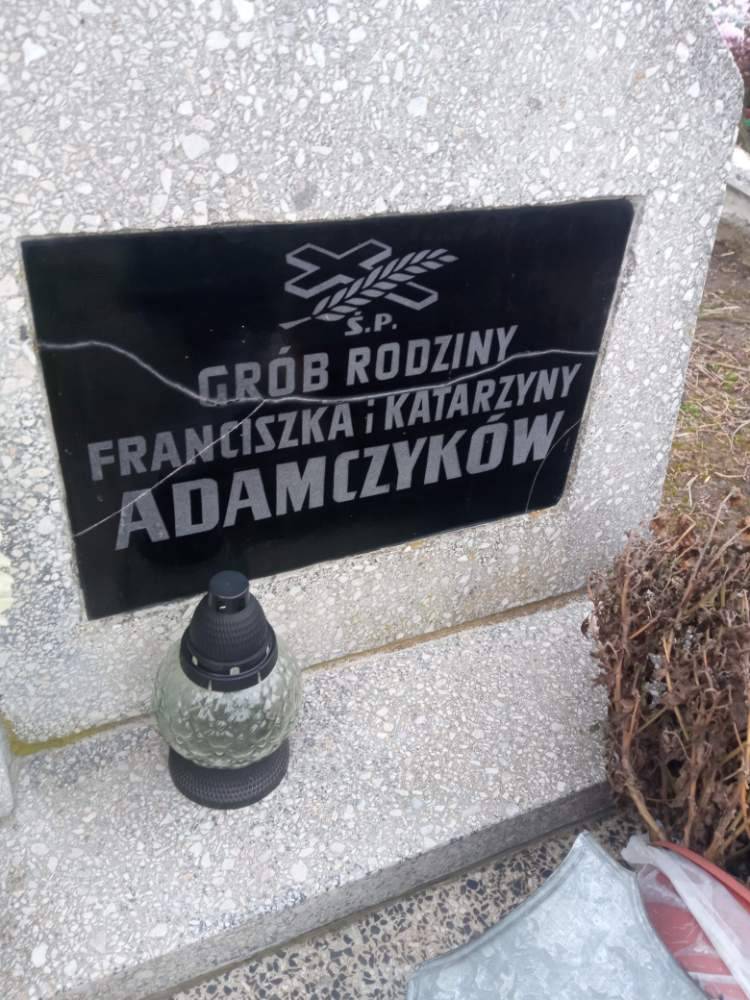 Ś.P.
GRÓB RODZINY
FRANCISZKA i KATARZYNY
ADAMCZYKÓW